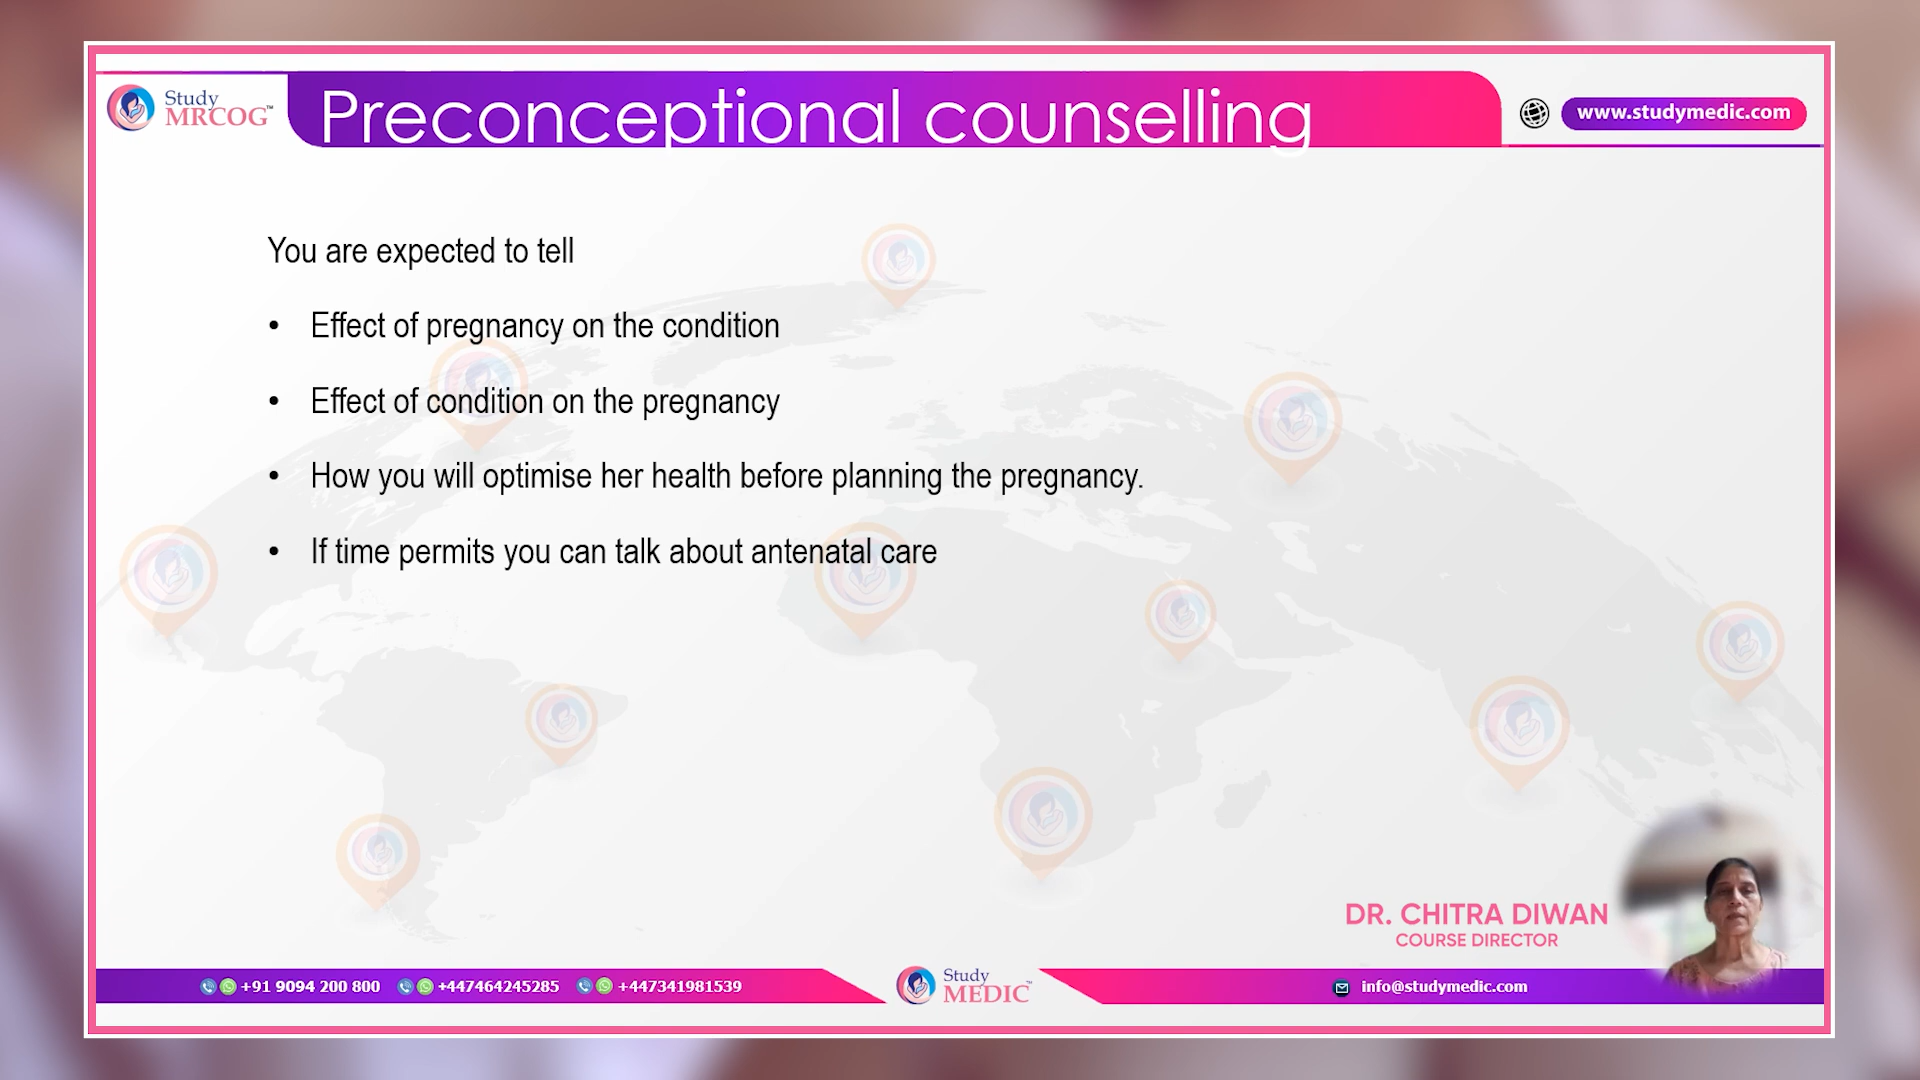 Study
MRCOG™
Preconceptional counselling
www.studymedic.com
You are expected to tell
• Effect of pregnancy on the condition
• Effect of condition on the pregnancy
• How you will optimise her health before planning the pregnancy.
• If time permits you can talk about antenatal care
DR. CHITRA DIWAN
COURSE DIRECTOR
+91 9094 200 800 +447464245285 +447341981539
Study
MEDIC™
info@studymedic.com